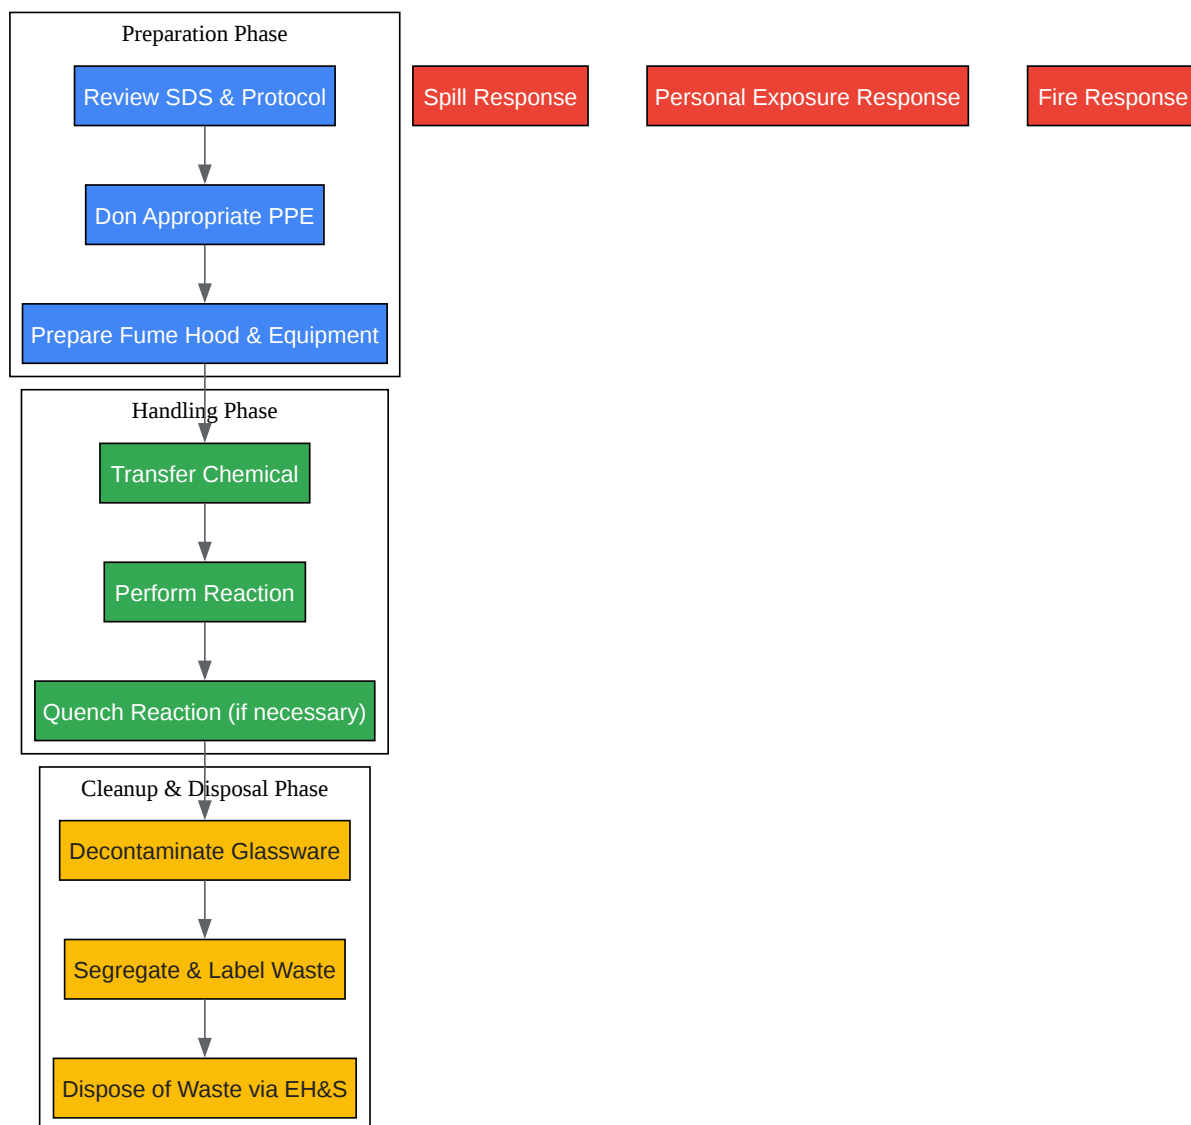 Preparation Phase
Review SDS & Protocol
Spill Response
Personal Exposure Response
Fire Response
Don Appropriate PPE
Prepare Fume Hood & Equipment
Handling Phase
Transfer Chemical
Perform Reaction
Quench Reaction (if necessary)
Cleanup & Disposal Phase
Decontaminate Glassware
Segregate & Label Waste
Dispose of Waste via EH&S